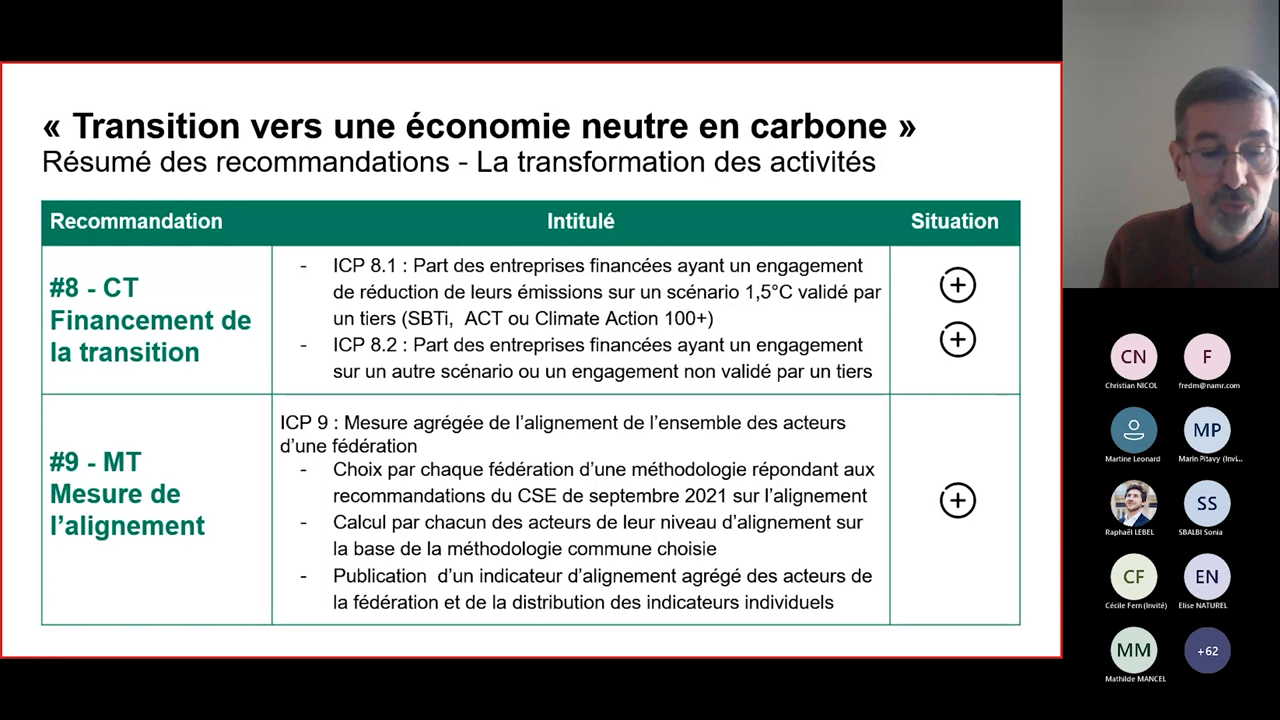 « Transition vers une économie neutre en carbone »
Résumé des recommandations - La transformation des activités
Recommandation
Intitulé
Situation
#8 - CT
Financement de
la transition
- ICP 8.1 : Part des entreprises financées ayant un engagement
de réduction de leurs émissions sur un scénario 1,5°C validé par
un tiers (SBTi, ACT ou Climate Action 100+)
- ICP 8.2 : Part des entreprises financées ayant un engagement
sur un autre scénario ou un engagement non validé par un tiers
#9 - MT
Mesure de
l’alignement
ICP 9 : Mesure agrégée de l’alignement de l’ensemble des acteurs
d’une fédération
- Choix par chaque fédération d’une méthodologie répondant aux
recommandations du CSE de septembre 2021 sur l’alignement
- Calcul par chacun des acteurs de leur niveau d’alignement sur
la base de la méthodologie commune choisie
- Publication d’un indicateur d’alignement agrégé des acteurs de
la fédération et de la distribution des indicateurs individuels
CN
F
Christian NICOL
fredm@namr.com
MP
Martine Leonard
Marin Pitavy (Invi...
SS
Raphaël LEBEL
SBALBI Sonia
CF
EN
Cécile Fern (Invité)
Elise NATUREL
MM
+62
Mathilde MANCEL